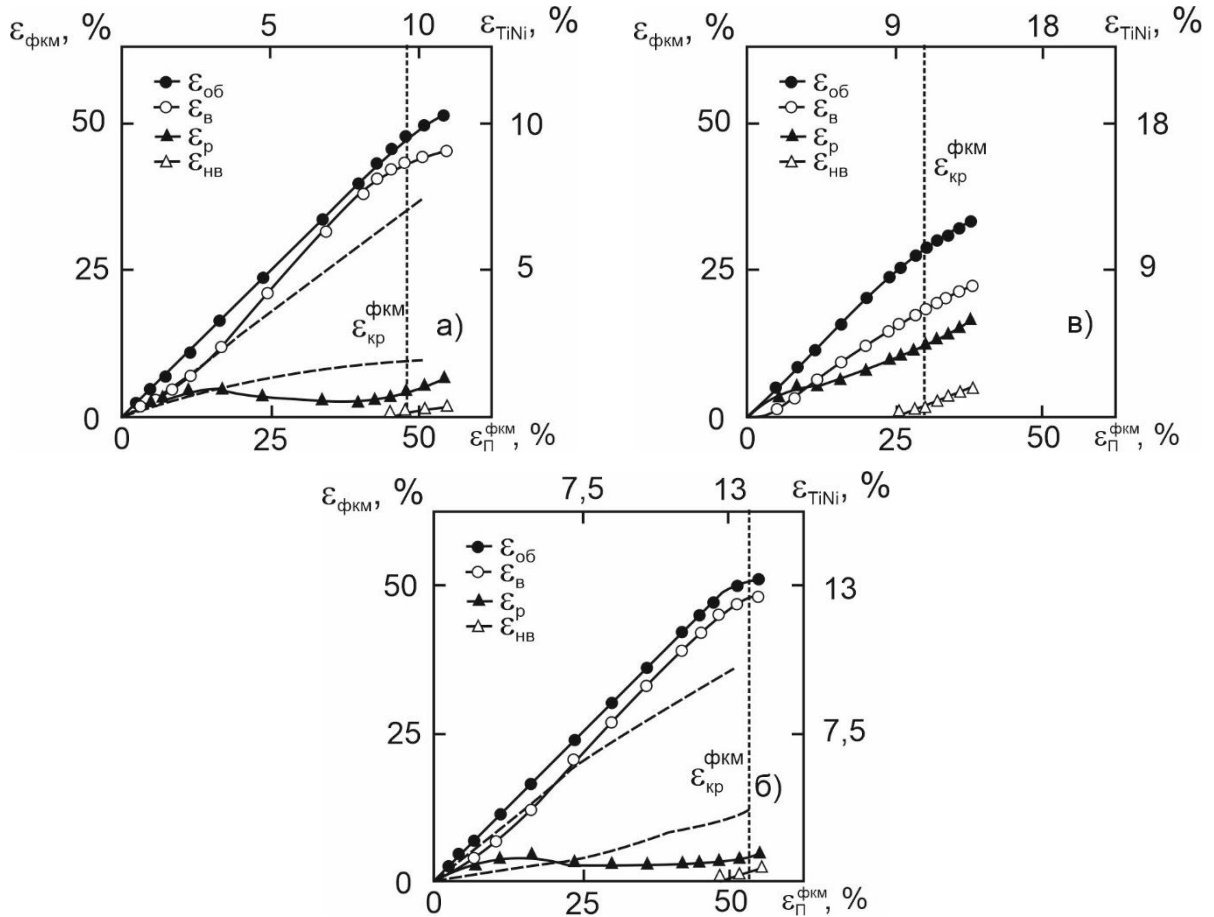 ε_фкм, %
5
10
ε_TiNi, %
ε_об
ε_в
ε_р
ε_нв
50
25
0
10
5
ε_кр^фкм
а)
0
25
50
ε_П^фкм, %
ε_фкм, %
9
18
ε_TiNi, %
ε_об
ε_в
ε_р
ε_нв
50
25
0
18
9
ε_кр^фкм
в)
0
25
50
ε_П^фкм, %
ε_фкм, %
7,5
13
ε_TiNi, %
ε_об
ε_в
ε_р
ε_нв
50
25
0
13
7,5
ε_кр^фкм
б)
0
25
50
ε_П^фкм, %